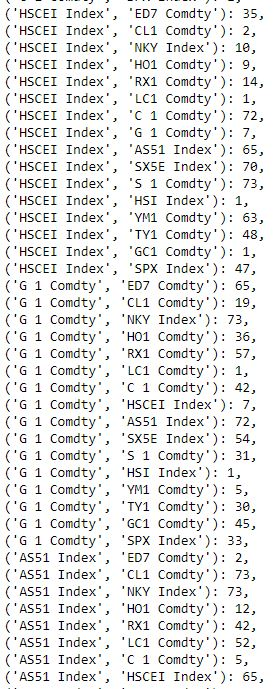 ('HSCEI Index', 'ED7 Comdty'): 35,
('HSCEI Index', 'CL1 Comdty'): 2,
('HSCEI Index', 'NKY Index'): 10,
('HSCEI Index', 'HO1 Comdty'): 9,
('HSCEI Index', 'RX1 Comdty'): 14,
('HSCEI Index', 'LC1 Comdty'): 1,
('HSCEI Index', 'C 1 Comdty'): 72,
('HSCEI Index', 'G 1 Comdty'): 7,
('HSCEI Index', 'AS51 Index'): 65,
('HSCEI Index', 'SX5E Index'): 70,
('HSCEI Index', 'S 1 Comdty'): 73,
('HSCEI Index', 'HSI Index'): 1,
('HSCEI Index', 'YM1 Comdty'): 63,
('HSCEI Index', 'TY1 Comdty'): 48,
('HSCEI Index', 'GC1 Comdty'): 1,
('HSCEI Index', 'SPX Index'): 47,
('G 1 Comdty', 'ED7 Comdty'): 65,
('G 1 Comdty', 'CL1 Comdty'): 19,
('G 1 Comdty', 'NKY Index'): 73,
('G 1 Comdty', 'HO1 Comdty'): 36,
('G 1 Comdty', 'RX1 Comdty'): 57,
('G 1 Comdty', 'LC1 Comdty'): 1,
('G 1 Comdty', 'C 1 Comdty'): 42,
('G 1 Comdty', 'HSCEI Index'): 7,
('G 1 Comdty', 'AS51 Index'): 72,
('G 1 Comdty', 'SX5E Index'): 54,
('G 1 Comdty', 'S 1 Comdty'): 31,
('G 1 Comdty', 'HSI Index'): 1,
('G 1 Comdty', 'YM1 Comdty'): 5,
('G 1 Comdty', 'TY1 Comdty'): 30,
('G 1 Comdty', 'GC1 Comdty'): 45,
('G 1 Comdty', 'SPX Index'): 33,
('AS51 Index', 'ED7 Comdty'): 2,
('AS51 Index', 'CL1 Comdty'): 73,
('AS51 Index', 'NKY Index'): 73,
('AS51 Index', 'HO1 Comdty'): 12,
('AS51 Index', 'RX1 Comdty'): 42,
('AS51 Index', 'LC1 Comdty'): 52,
('AS51 Index', 'C 1 Comdty'): 5,
('AS51 Index', 'HSCEI Index'): 65,